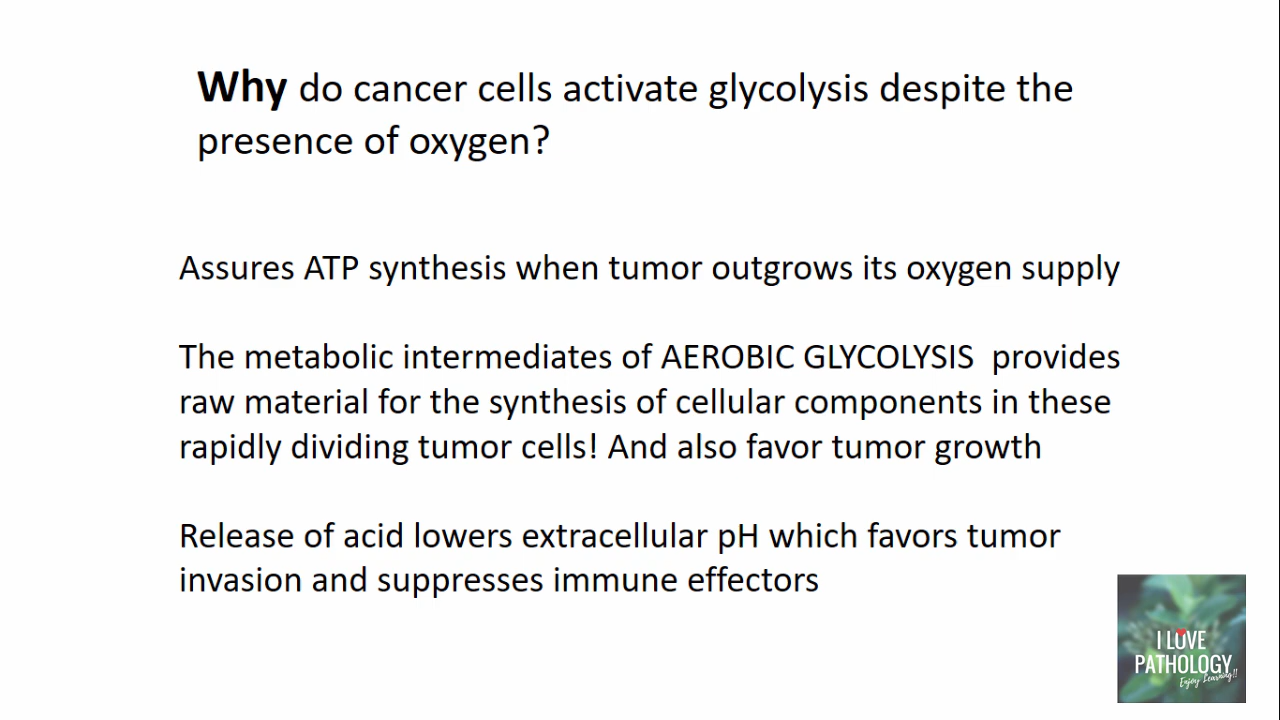 Why do cancer cells activate glycolysis despite the
presence of oxygen?
Assures ATP synthesis when tumor outgrows its oxygen supply
The metabolic intermediates of AEROBIC GLYCOLYSIS  provides
raw material for the synthesis of cellular components in these
rapidly dividing tumor cells! And also favor tumor growth
Release of acid lowers extracellular pH which favors tumor
invasion and suppresses immune effectors
I LOVE
PATHOLOGY
Enjoy Learning!!